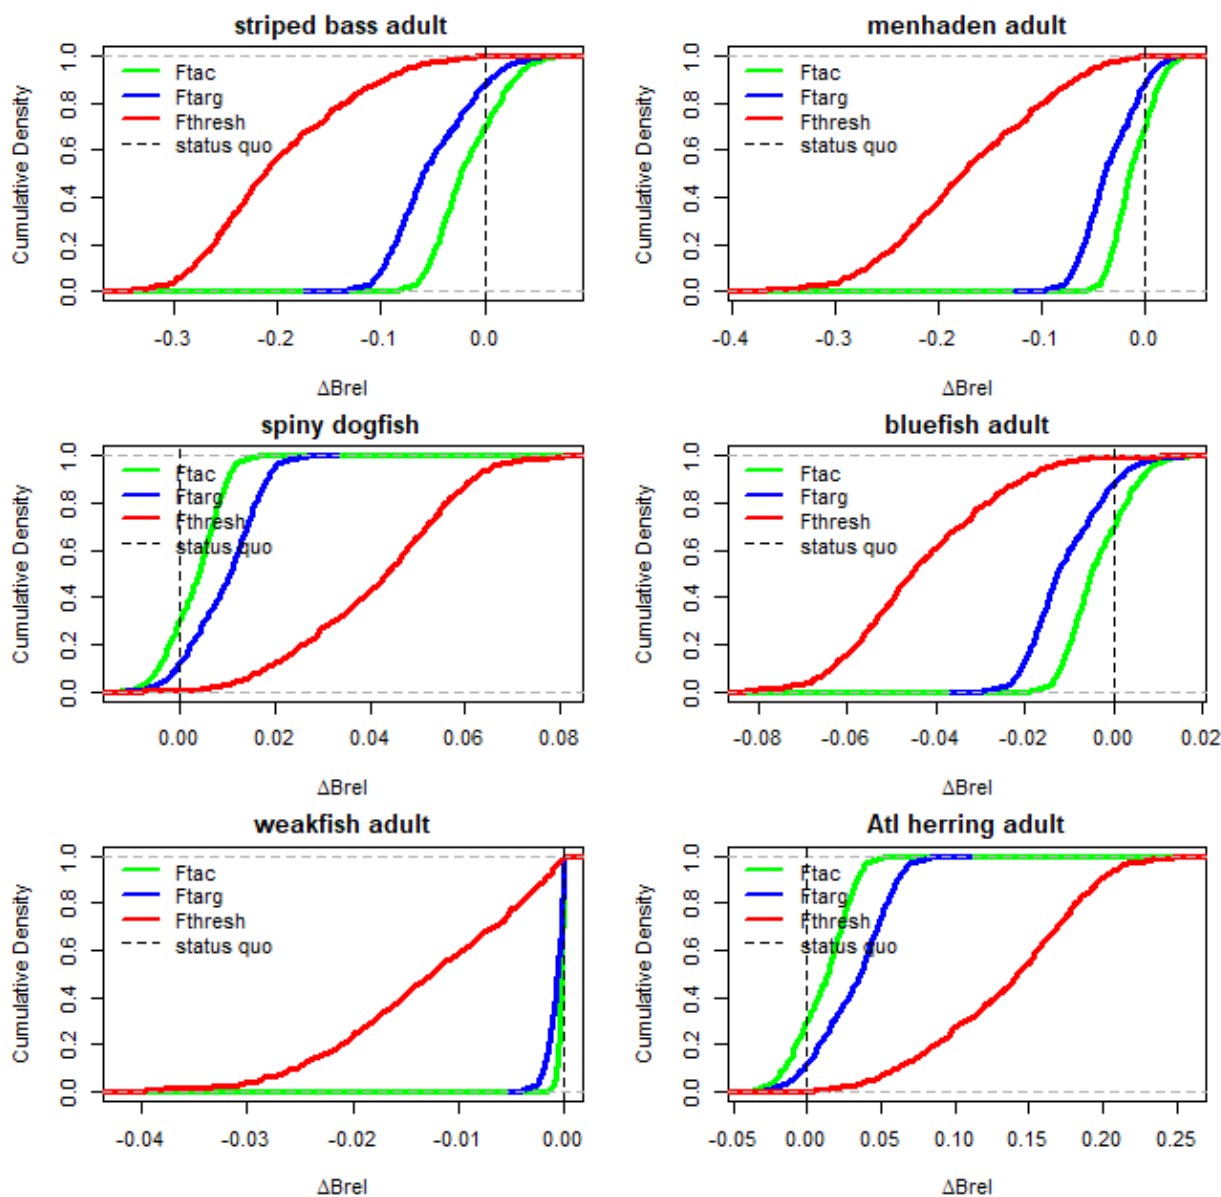 striped bass adult
Cumulative Density
0.0 0.2 0.4 0.6 0.8 1.0
Ftac
Ftarg
Fthresh
status quo
-0.3 -0.2 -0.1 0.0
ΔBrel
menhaden adult
Cumulative Density
0.0 0.2 0.4 0.6 0.8 1.0
Ftac
Ftarg
Fthresh
status quo
-0.4 -0.3 -0.2 -0.1 0.0
ΔBrel
spiny dogfish
Cumulative Density
0.0 0.2 0.4 0.6 0.8 1.0
Ftac
Ftarg
Fthresh
status quo
0.00 0.02 0.04 0.06 0.08
ΔBrel
bluefish adult
Cumulative Density
0.0 0.2 0.4 0.6 0.8 1.0
Ftac
Ftarg
Fthresh
status quo
-0.08 -0.06 -0.04 -0.02 0.00 0.02
ΔBrel
weakfish adult
Cumulative Density
0.0 0.2 0.4 0.6 0.8 1.0
Ftac
Ftarg
Fthresh
status quo
-0.04 -0.03 -0.02 -0.01 0.00
ΔBrel
Atl herring adult
Cumulative Density
0.0 0.2 0.4 0.6 0.8 1.0
Ftac
Ftarg
Fthresh
status quo
-0.05 0.00 0.05 0.10 0.15 0.20 0.25
ΔBrel